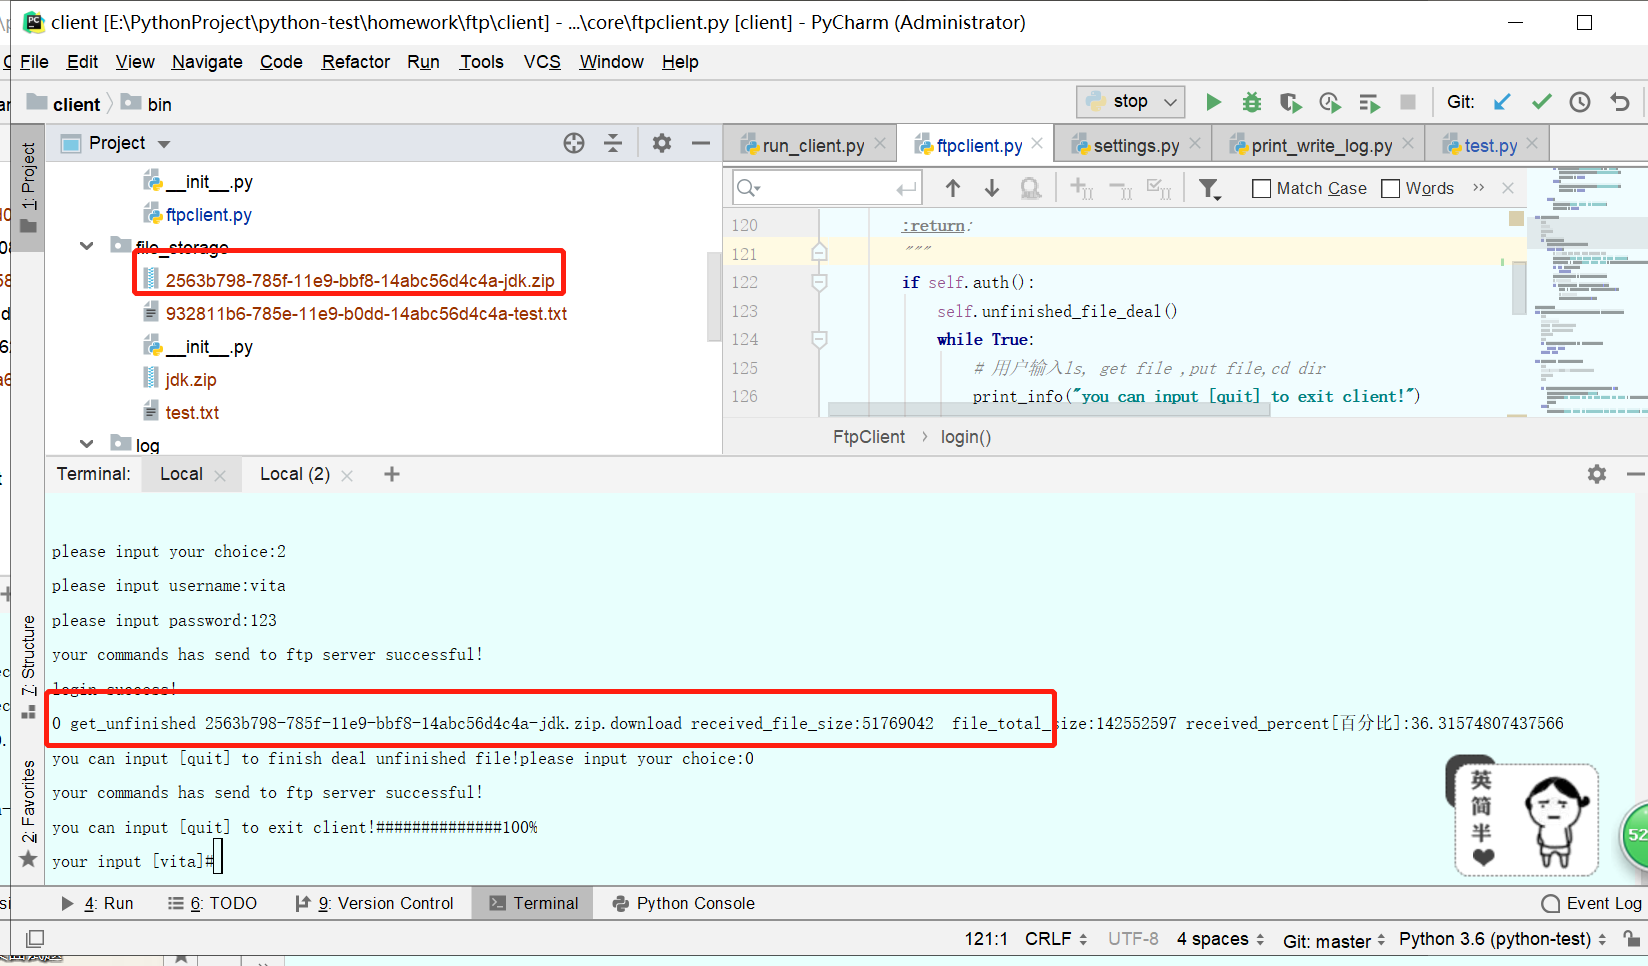 client [E:\PythonProject\python-test\homework\ftp\client] - ...\core\ftpclient.py [client] - PyCharm (Administrator)
File Edit View Navigate Code Refactor Run Tools VCS Window Help
client bin stop Git:
1: Project
Project
run_client.py ftpclient.py settings.py print_write_log.py test.py
Match Case Words
__init__.py
ftpclient.py
file_storage
2563b798-785f-11e9-bbf8-14abc56d4c4a-jdk.zip
932811b6-785e-11e9-b0dd-14abc56d4c4a-test.txt
__init__.py
jdk.zip
test.txt
log
120 :return:
121 """
122 if self.auth():
123 self.unfinished_file_deal()
124 while True:
125 # 用户输入ls, get file ,put file,cd dir
126 print_info("you can input [quit] to exit client!")
FtpClient login()
Terminal: Local Local (2)
please input your choice:2
please input username:vita
please input password:123
your commands has send to ftp server successful!
login success!
0 get_unfinished 2563b798-785f-11e9-bbf8-14abc56d4c4a-jdk.zip.download received_file_size:51769042 file_total_size:142552597 received_percent[百分比]:36.31574807437566
you can input [quit] to finish deal unfinished file!please input your choice:0
your commands has send to ftp server successful!
you can input [quit] to exit client!##############100%
your input [vita]#
7: Structure
2: Favorites
英
简
半
52
4: Run 6: TODO 9: Version Control Terminal Python Console Event Log
121:1 CRLF UTF-8 4 spaces Git: master Python 3.6 (python-test)